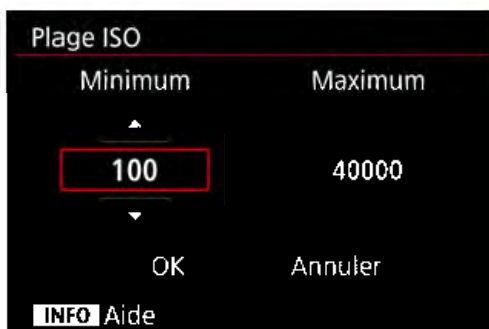 Plage ISO
Minimum Maximum
100 40000
OK Annuler
INFO Aide